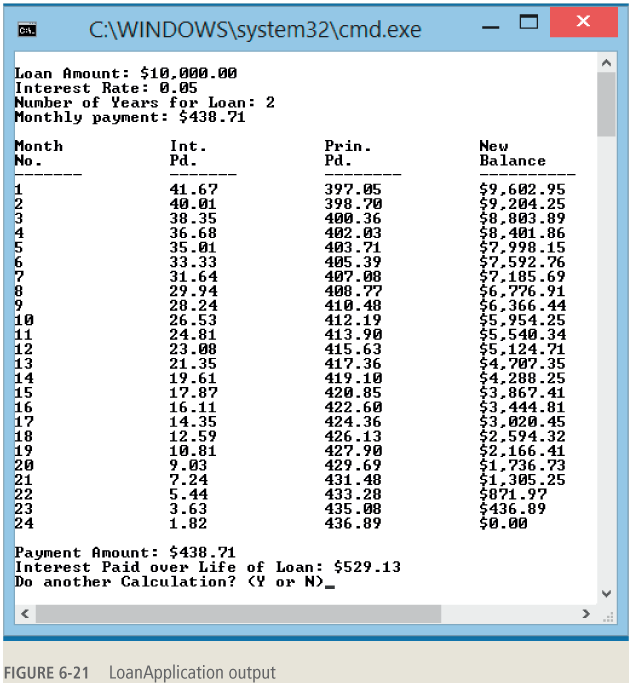 C:\WINDOWS\system32\cmd.exe
Loan Amount: $10,000.00
Interest Rate: 0.05
Number of Years for Loan: 2
Monthly payment: $438.71
Month Int. Prin. New
No. Pd. Pd. Balance
------- ------- -------- ----------
1 41.67 397.05 $9,602.95
2 40.01 398.70 $9,204.25
3 38.35 400.36 $8,803.89
4 36.68 402.03 $8,401.86
5 35.01 403.71 $7,998.15
6 33.33 405.39 $7,592.76
7 31.64 407.08 $7,185.69
8 29.94 408.77 $6,776.91
9 28.24 410.48 $6,366.44
10 26.53 412.19 $5,954.25
11 24.81 413.90 $5,540.34
12 23.08 415.63 $5,124.71
13 21.35 417.36 $4,707.35
14 19.61 419.10 $4,288.25
15 17.87 420.85 $3,867.41
16 16.11 422.60 $3,444.81
17 14.35 424.36 $3,020.45
18 12.59 426.13 $2,594.32
19 10.81 427.90 $2,166.41
20 9.03 429.69 $1,736.73
21 7.24 431.48 $1,305.25
22 5.44 433.28 $871.97
23 3.63 435.08 $436.89
24 1.82 436.89 $0.00
Payment Amount: $438.71
Interest Paid over Life of Loan: $529.13
Do another Calculation? (Y or N)_
FIGURE 6-21 LoanApplication output